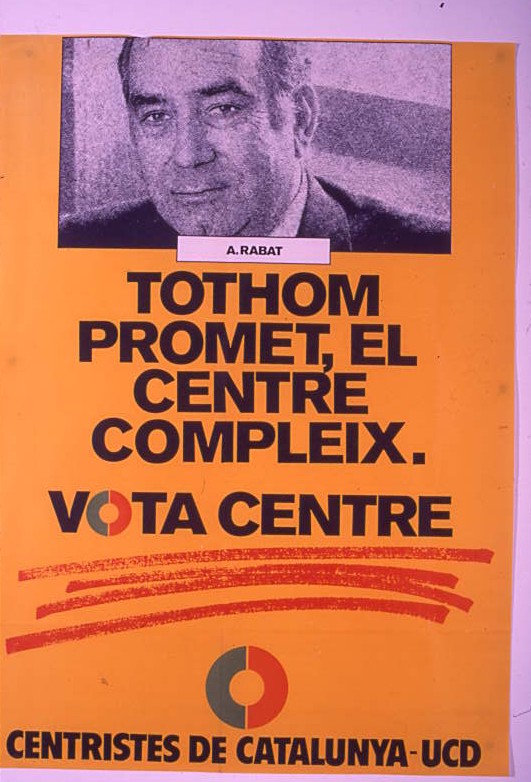 A. RABAT
TOTHOM
PROMET, EL
CENTRE
COMPLEIX.
VOTA CENTRE
CENTRISTES DE CATALUNYA-UCD